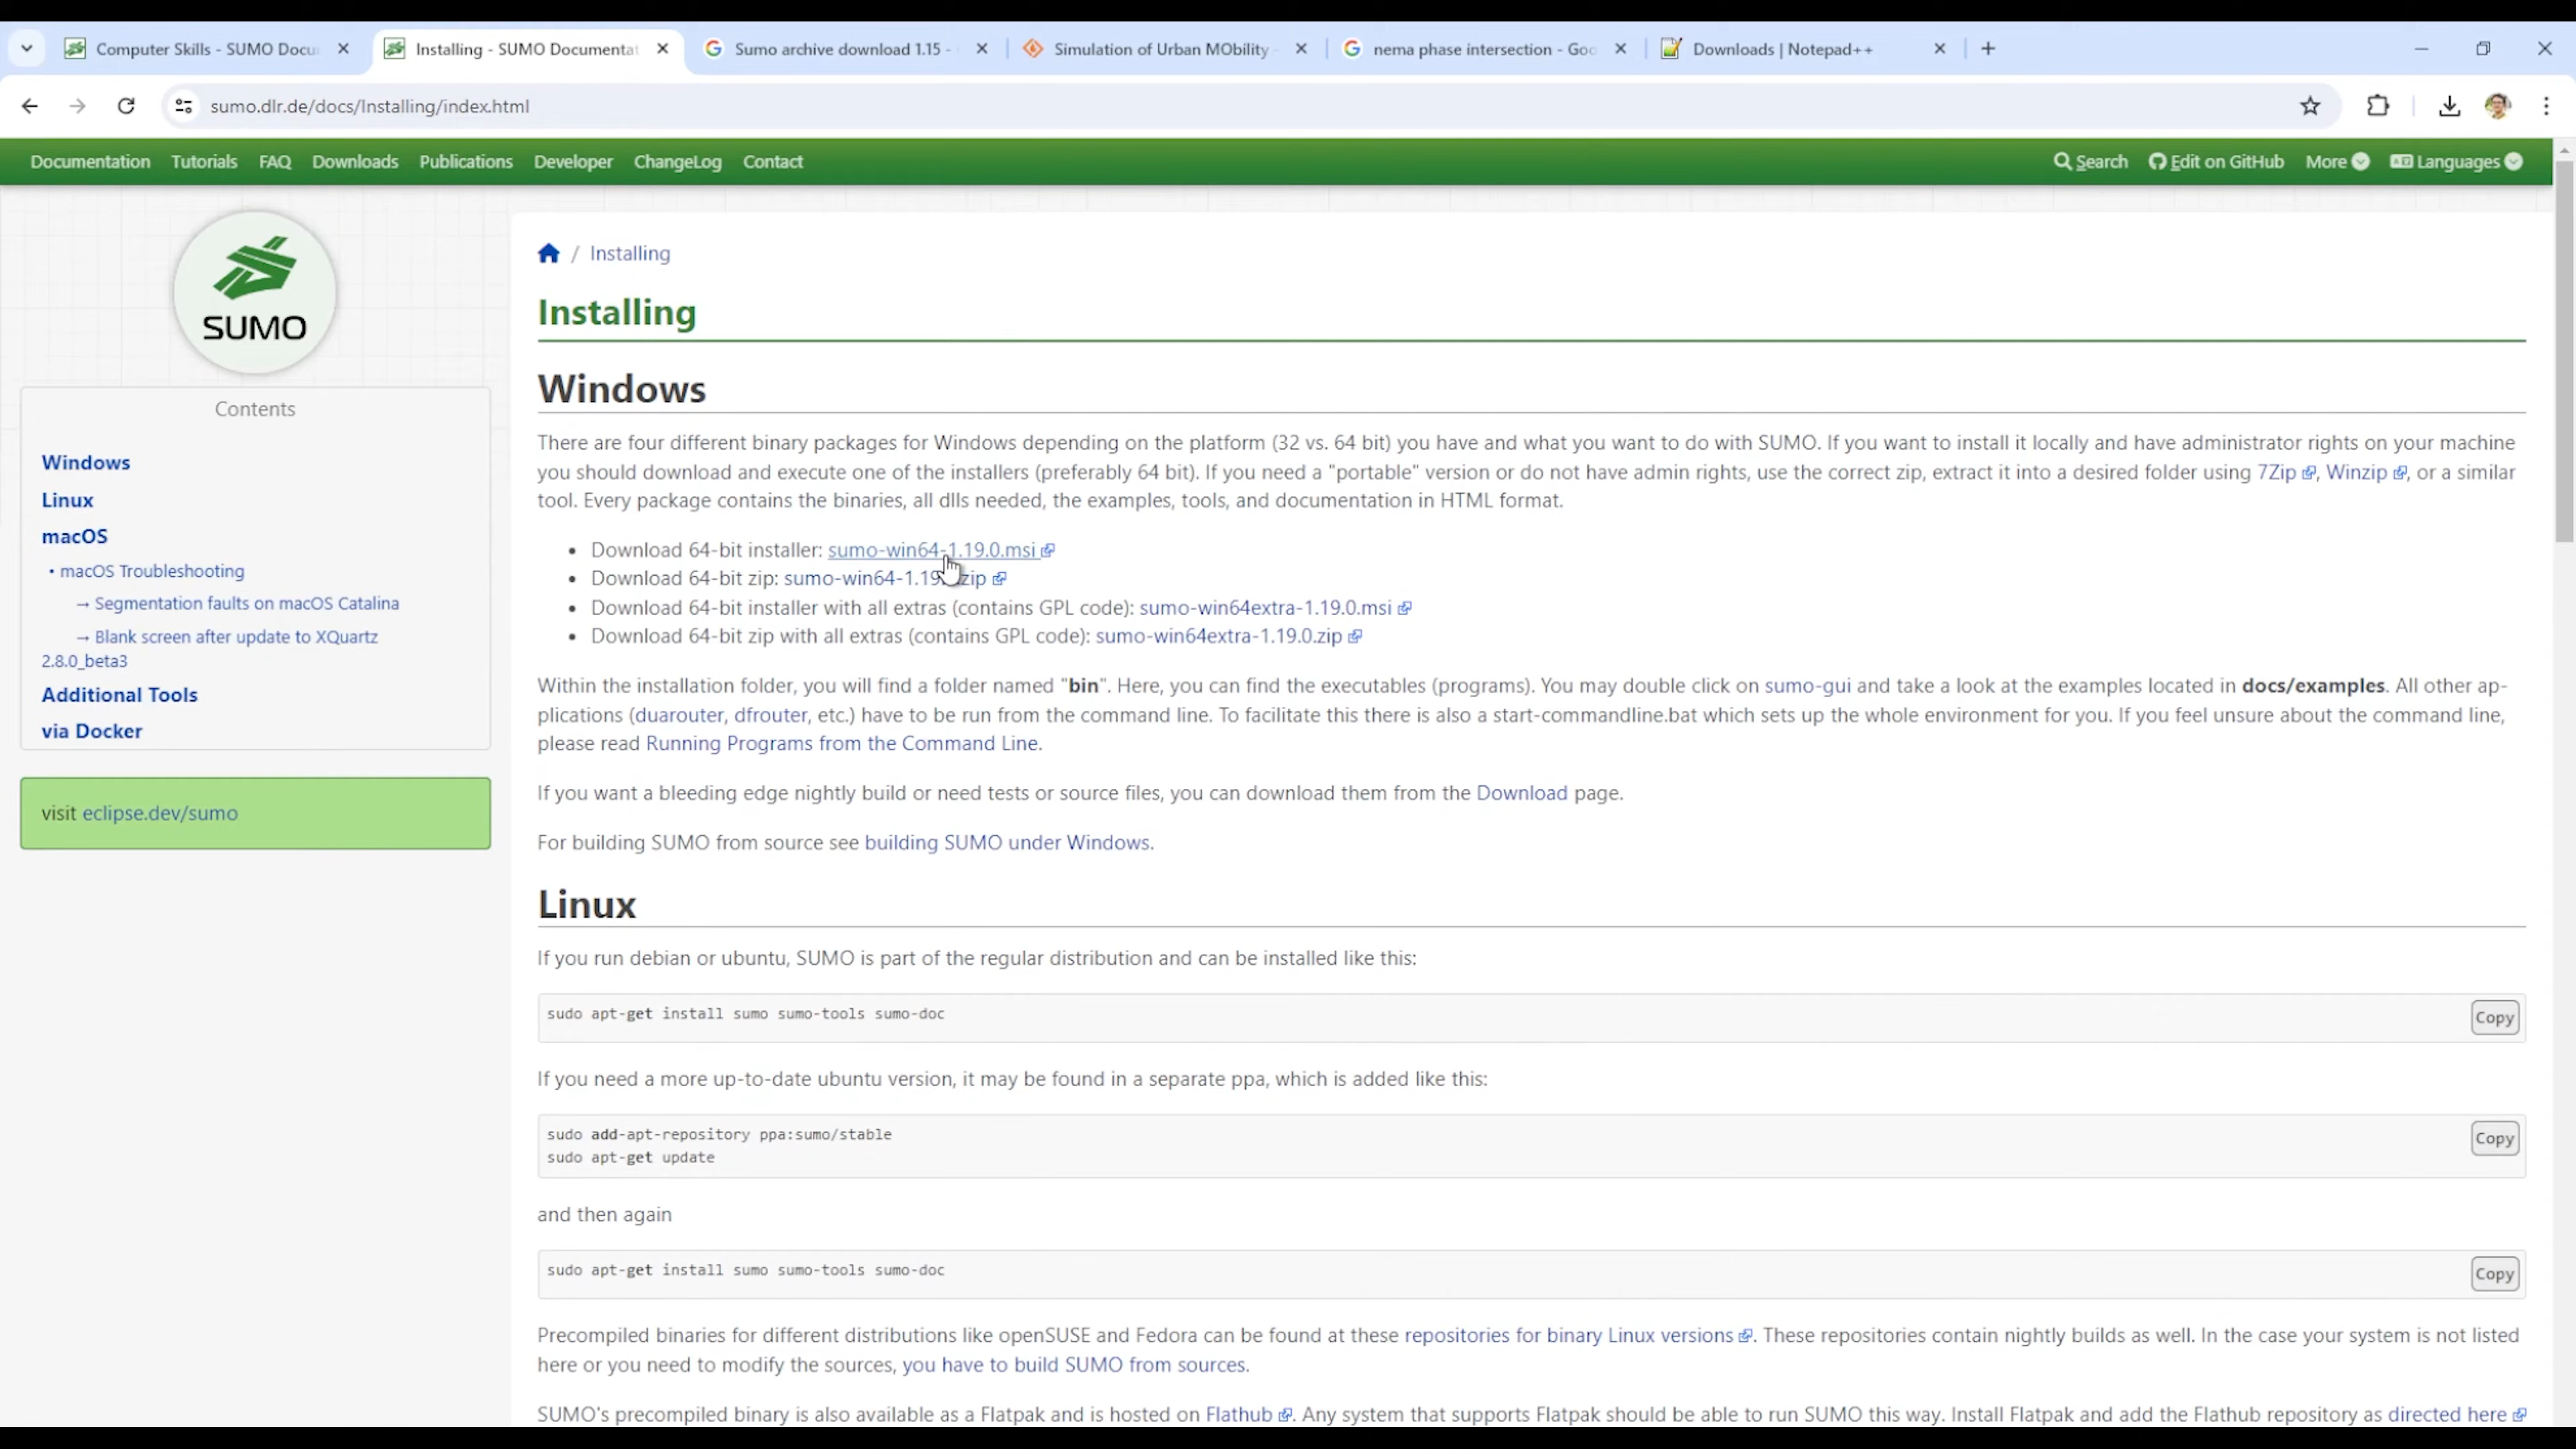 Computer Skills - SUMO Docu
Installing - SUMO Documentat
Sumo archive download 1.15 -
Simulation of Urban MObility -
nema phase intersection - Goo
Downloads | Notepad++
sumo.dlr.de/docs/Installing/index.html
Documentation Tutorials FAQ Downloads Publications Developer ChangeLog Contact
Search Edit on GitHub More Languages
SUMO
Contents
Windows
Linux
macOS
• macOS Troubleshooting
→ Segmentation faults on macOS Catalina
→ Blank screen after update to XQuartz
2.8.0_beta3
Additional Tools
via Docker
visit eclipse.dev/sumo
/ Installing
Installing
Windows
There are four different binary packages for Windows depending on the platform (32 vs. 64 bit) you have and what you want to do with SUMO. If you want to install it locally and have administrator rights on your machine
you should download and execute one of the installers (preferably 64 bit). If you need a "portable" version or do not have admin rights, use the correct zip, extract it into a desired folder using 7Zip, Winzip, or a similar
tool. Every package contains the binaries, all dlls needed, the examples, tools, and documentation in HTML format.
• Download 64-bit installer: sumo-win64-1.19.0.msi
• Download 64-bit zip: sumo-win64-1.19. zip
• Download 64-bit installer with all extras (contains GPL code): sumo-win64extra-1.19.0.msi
• Download 64-bit zip with all extras (contains GPL code): sumo-win64extra-1.19.0.zip
Within the installation folder, you will find a folder named "bin". Here, you can find the executables (programs). You may double click on sumo-gui and take a look at the examples located in docs/examples. All other ap-
plications (duarouter, dfrouter, etc.) have to be run from the command line. To facilitate this there is also a start-commandline.bat which sets up the whole environment for you. If you feel unsure about the command line,
please read Running Programs from the Command Line.
If you want a bleeding edge nightly build or need tests or source files, you can download them from the Download page.
For building SUMO from source see building SUMO under Windows.
Linux
If you run debian or ubuntu, SUMO is part of the regular distribution and can be installed like this:
sudo apt-get install sumo sumo-tools sumo-doc
Copy
If you need a more up-to-date ubuntu version, it may be found in a separate ppa, which is added like this:
sudo add-apt-repository ppa:sumo/stable
sudo apt-get update
Copy
and then again
sudo apt-get install sumo sumo-tools sumo-doc
Copy
Precompiled binaries for different distributions like openSUSE and Fedora can be found at these repositories for binary Linux versions. These repositories contain nightly builds as well. In the case your system is not listed
here or you need to modify the sources, you have to build SUMO from sources.
SUMO's precompiled binary is also available as a Flatpak and is hosted on Flathub. Any system that supports Flatpak should be able to run SUMO this way. Install Flatpak and add the Flathub repository as directed here